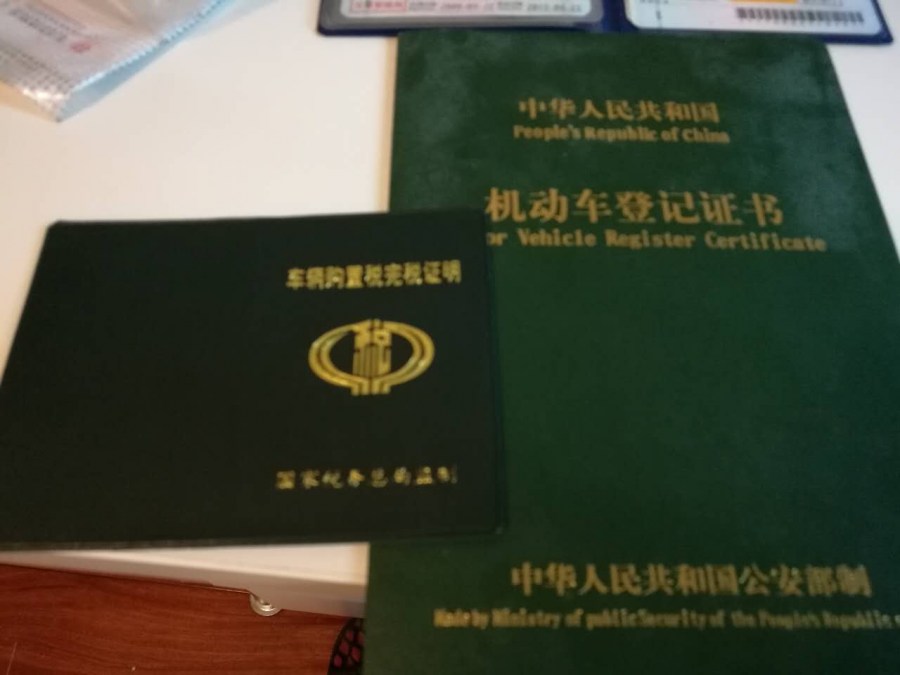 中华人民共和国
People's Republic of China
机动车登记证书
or Vehicle Register Certificate
车辆购置税完税证明
税
国家税务总局监制
中华人民共和国公安部制
Made by Ministry of public Security of the People's Republic